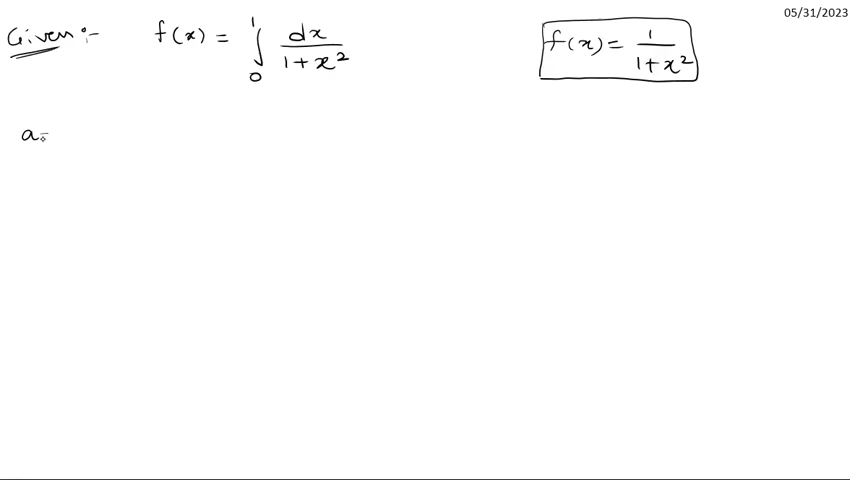 05/31/2023
Given :- f(x) = ∫₀¹ dx/(1+x²) f(x) = 1/(1+x²)
a=